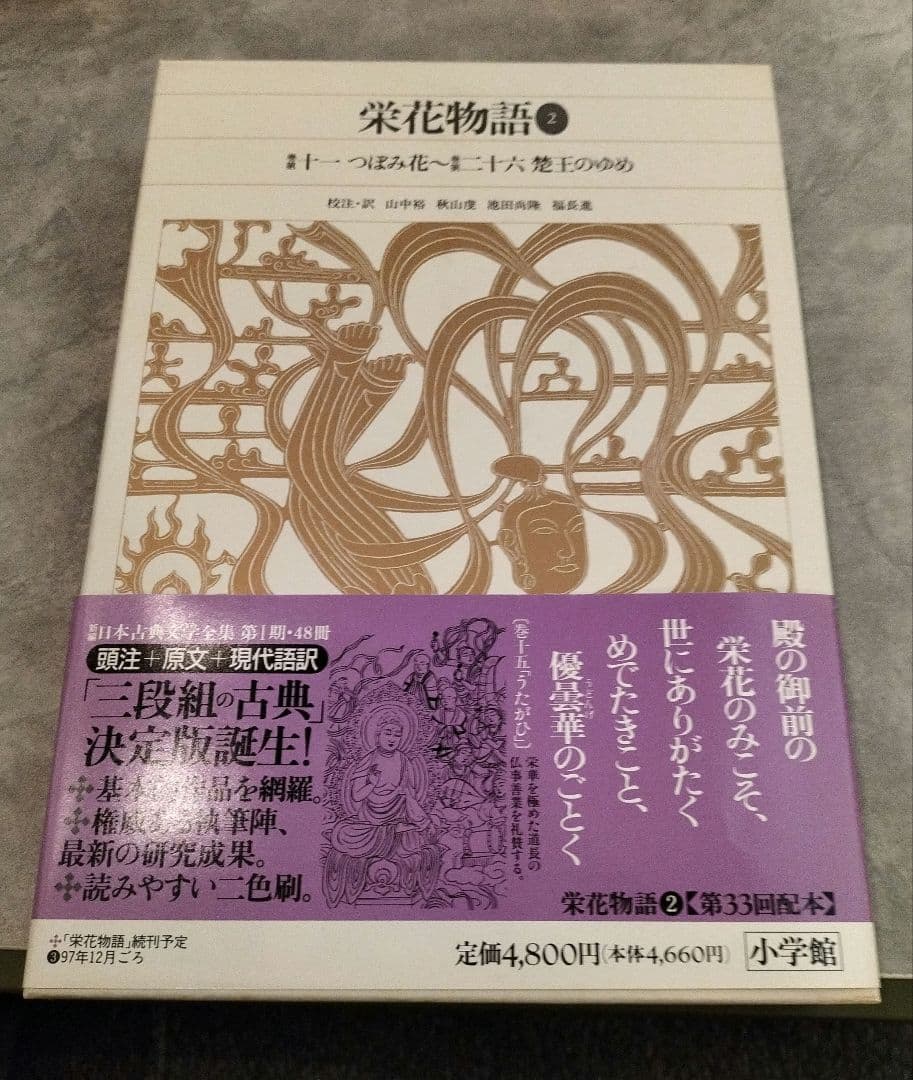 栄花物語 2
巻第十一 つぼみ花～巻第二十六 楚王のゆめ
校注・訳 山中裕 秋山虔 池田尚隆 福長進
殿の御前の
栄花のみこそ、
世にありがたく
めでたきこと、
優曇華のごとく
うどんげ
〔巻十五「うたがひ」〕
栄華を極めた道長の
仏事善業を礼賛する。
新編 日本古典文学全集 第Ⅰ期・48冊
頭注＋原文＋現代語訳
「三段組の古典」
決定版誕生!
基本 品を網羅。
権威ある執筆陣、
最新の研究成果。
読みやすい二色刷。
栄花物語❷【第33回配本】
「栄花物語」続刊予定
❸97年12月ごろ
定価4,800円(本体4,660円)
小学館